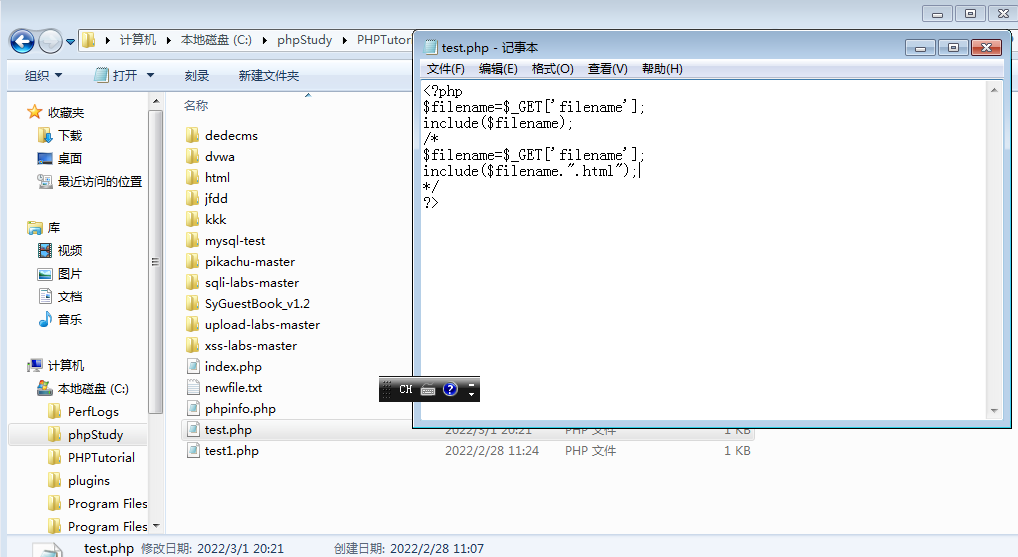 计算机 本地磁盘 (C:) phpStudy PHPTutor
组织 打开 刻录 新建文件夹
收藏夹
下载
桌面
最近访问的位置
库
视频
图片
文档
音乐
计算机
本地磁盘 (C:)
PerfLogs
phpStudy
PHPTutorial
plugins
Program Files
Program Files
名称
dedecms
dvwa
html
jfdd
kkk
mysql-test
pikachu-master
sqli-labs-master
SyGuestBook_v1.2
upload-labs-master
xss-labs-master
index.php
newfile.txt
phpinfo.php
test.php 2022/3/1 20:21 PHP 文件 1 KB
test1.php 2022/2/28 11:24 PHP 文件 1 KB
test.php - 记事本
文件(F) 编辑(E) 格式(O) 查看(V) 帮助(H)
<?php
$filename=$_GET['filename'];
include($filename);
/*
$filename=$_GET['filename'];
include($filename.".html");
*/
?>
CH
test.php 修改日期: 2022/3/1 20:21 创建日期: 2022/2/28 11:07